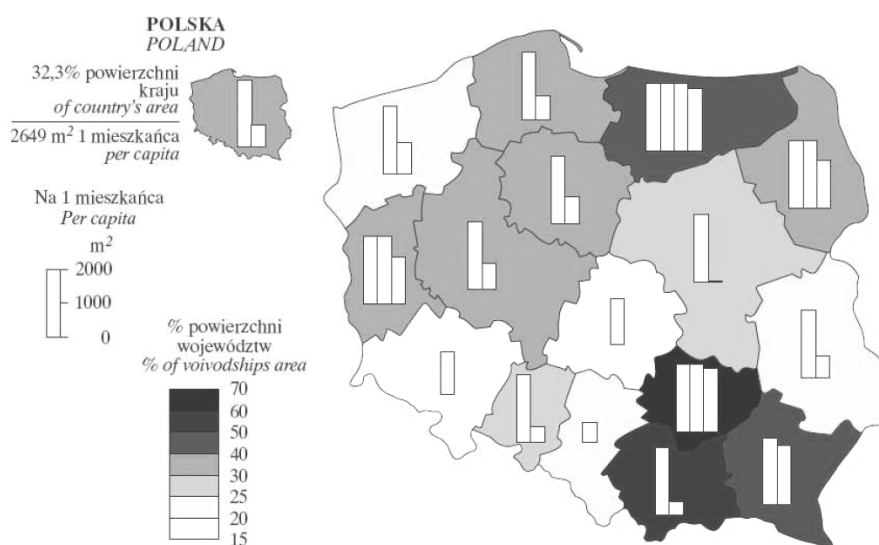 POLSKA
POLAND
32,3% powierzchni
kraju
of country's area
2649 m² 1 mieszkańca
per capita
Na 1 mieszkańca
Per capita
m²
2000
1000
0
% powierzchni
województw
% of voivodships area
70
60
50
40
30
25
20
15